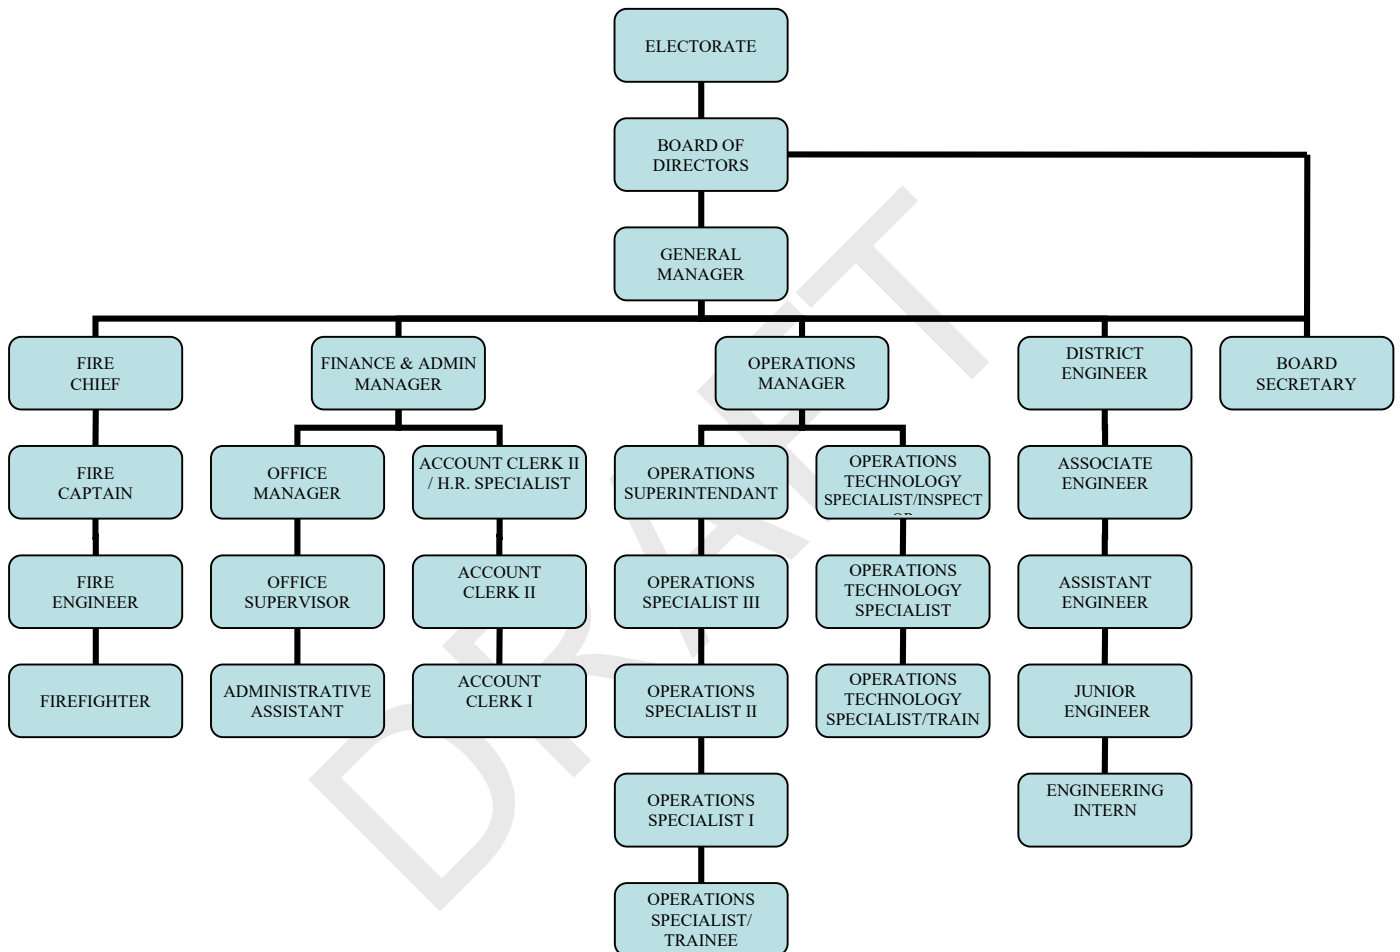 ELECTORATE
BOARD OF
DIRECTORS
GENERAL
MANAGER
FIRE
CHIEF
FINANCE & ADMIN
MANAGER
OPERATIONS
MANAGER
DISTRICT
ENGINEER
BOARD
SECRETARY
FIRE
CAPTAIN
OFFICE
MANAGER
ACCOUNT CLERK II
/ H.R. SPECIALIST
OPERATIONS
SUPERINTENDANT
OPERATIONS
TECHNOLOGY
SPECIALIST/INSPECT
ASSOCIATE
ENGINEER
FIRE
ENGINEER
OFFICE
SUPERVISOR
ACCOUNT
CLERK II
OPERATIONS
SPECIALIST III
OPERATIONS
TECHNOLOGY
SPECIALIST
ASSISTANT
ENGINEER
FIREFIGHTER
ADMINISTRATIVE
ASSISTANT
ACCOUNT
CLERK I
OPERATIONS
SPECIALIST II
OPERATIONS
TECHNOLOGY
SPECIALIST/TRAIN
JUNIOR
ENGINEER
OPERATIONS
SPECIALIST I
ENGINEERING
INTERN
OPERATIONS
SPECIALIST/
TRAINEE
DRAFT